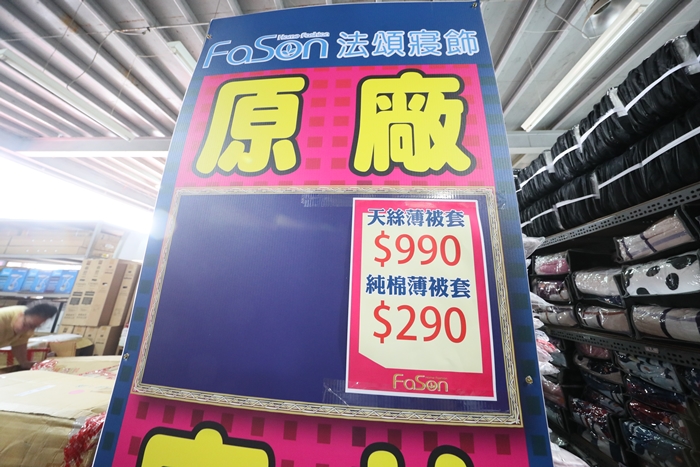 Home Fashion
FaSon 法頌寢飾
原廠
天絲薄被套
$990
純棉薄被套
$290
FaSon